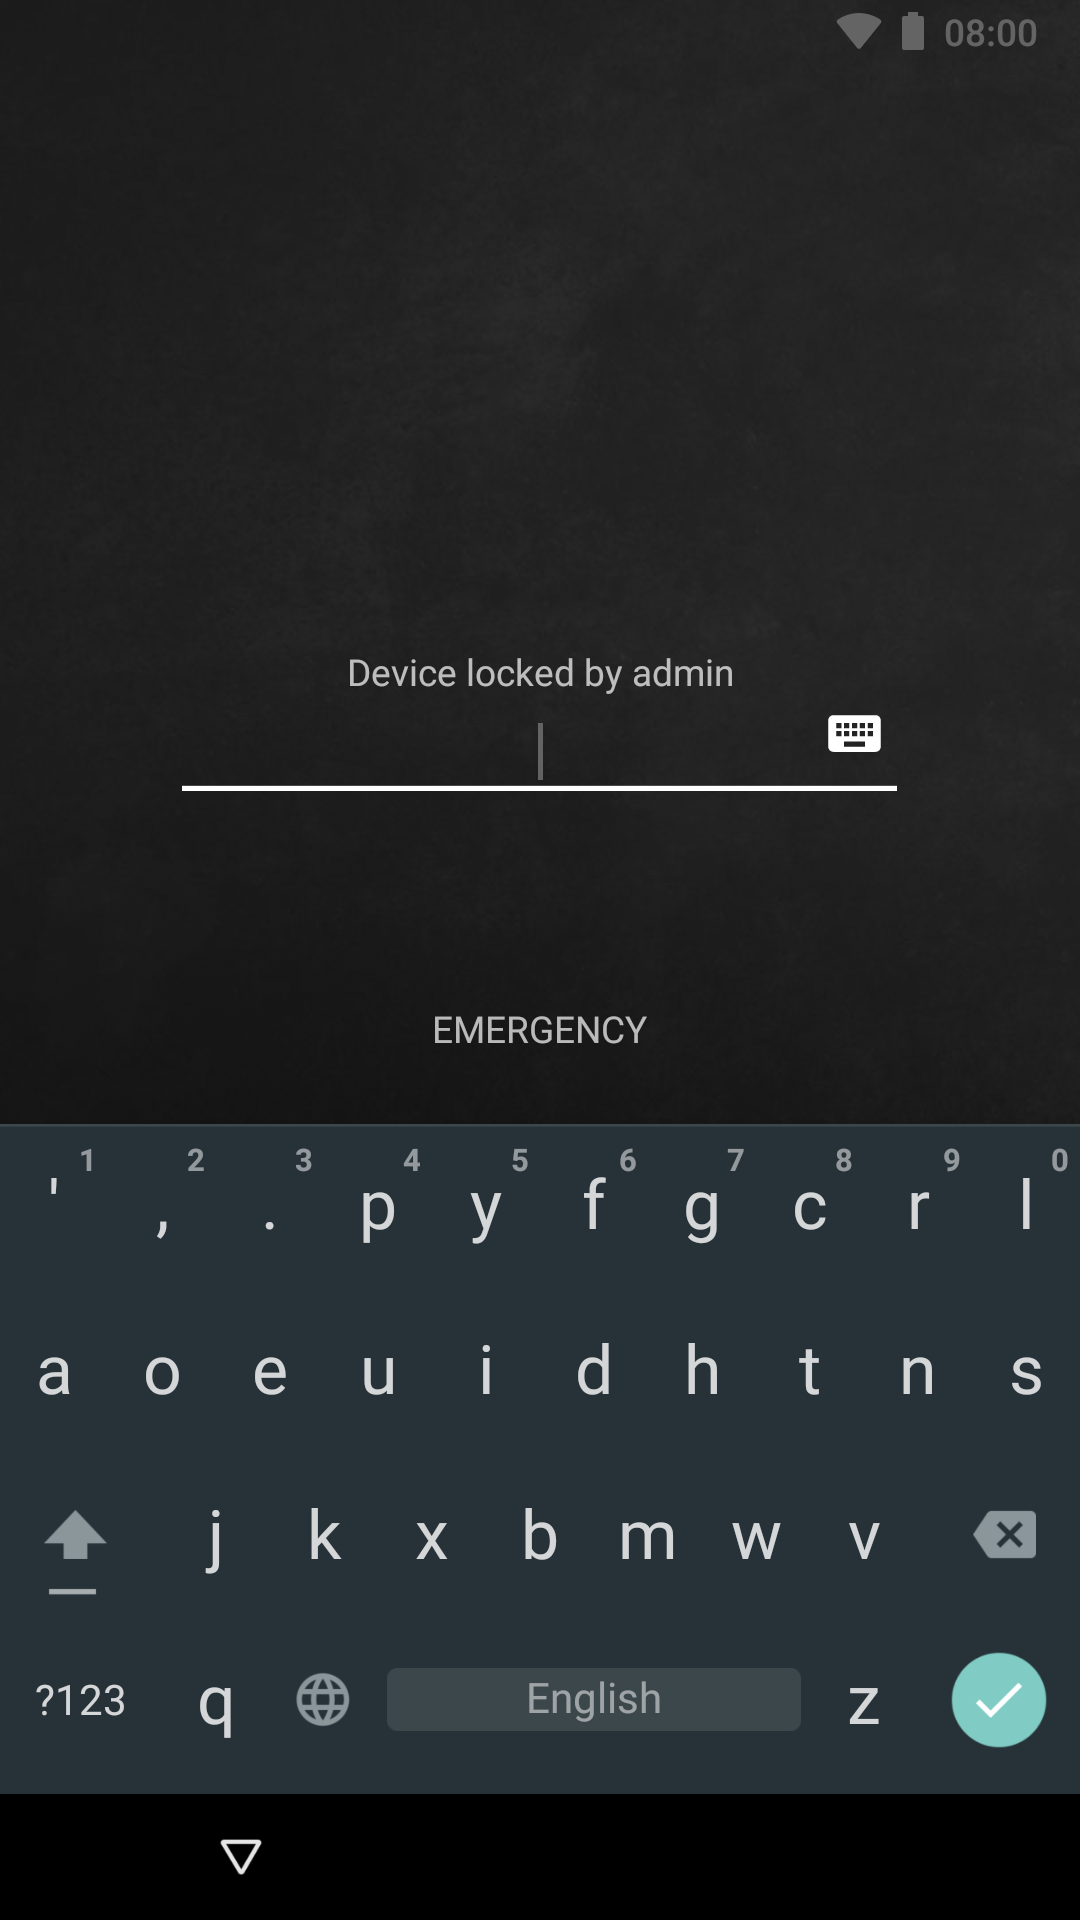 08:00
Device locked by admin
EMERGENCY
1 2 3 4 5 6 7 8 9 0
' , . p y f g c r l
a o e u i d h t n s
j k x b m w v
?123 q English z